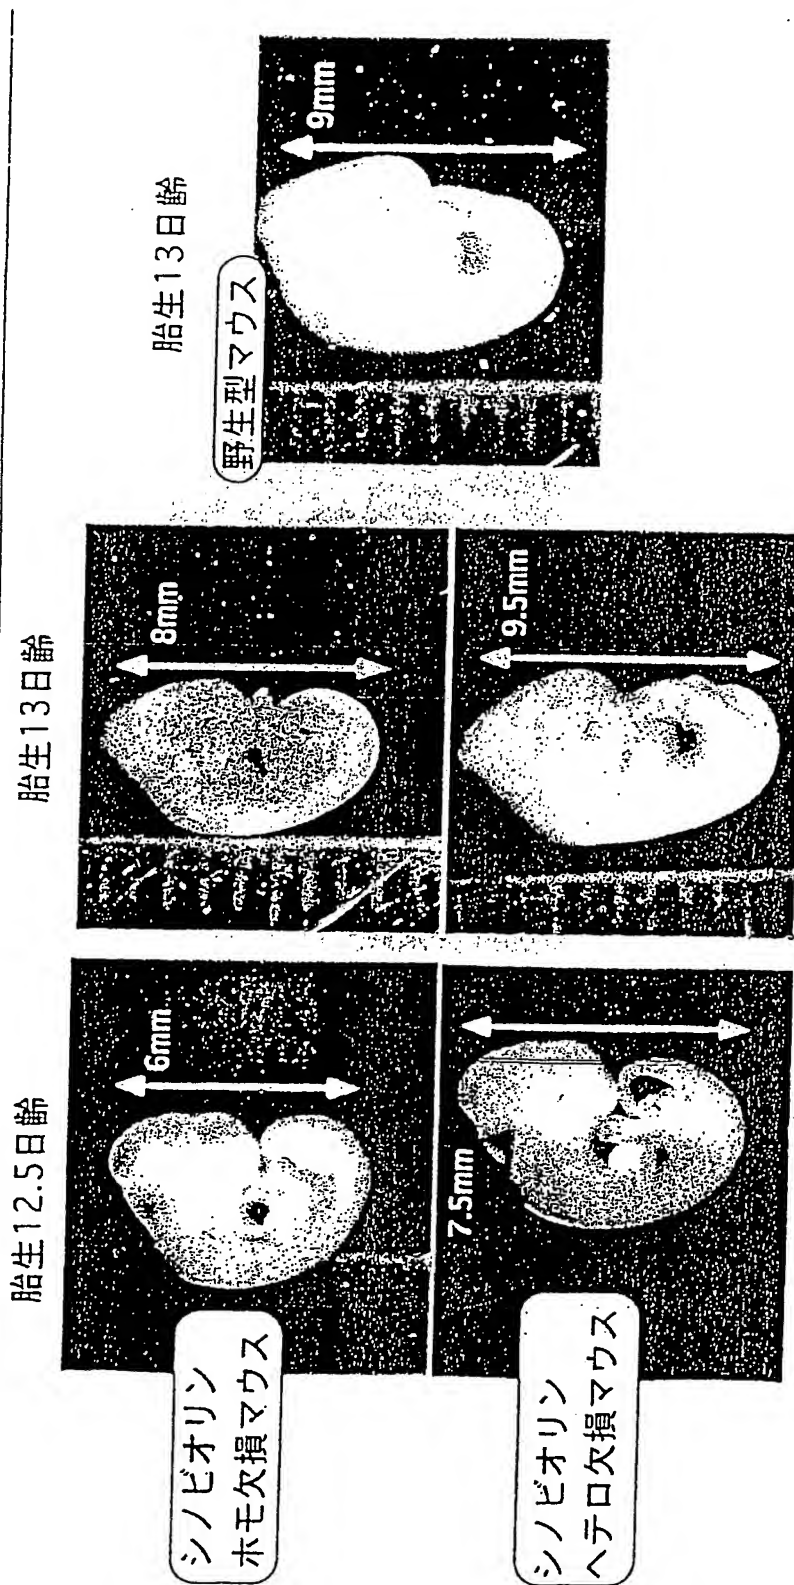 胎生12.5日齢
胎生13日齢
胎生13日齢
シノビオリン
ホモ欠損マウス
6mm
8mm
野生型マウス
9mm
シノビオリン
ヘテロ欠損マウス
7.5mm
9.5mm